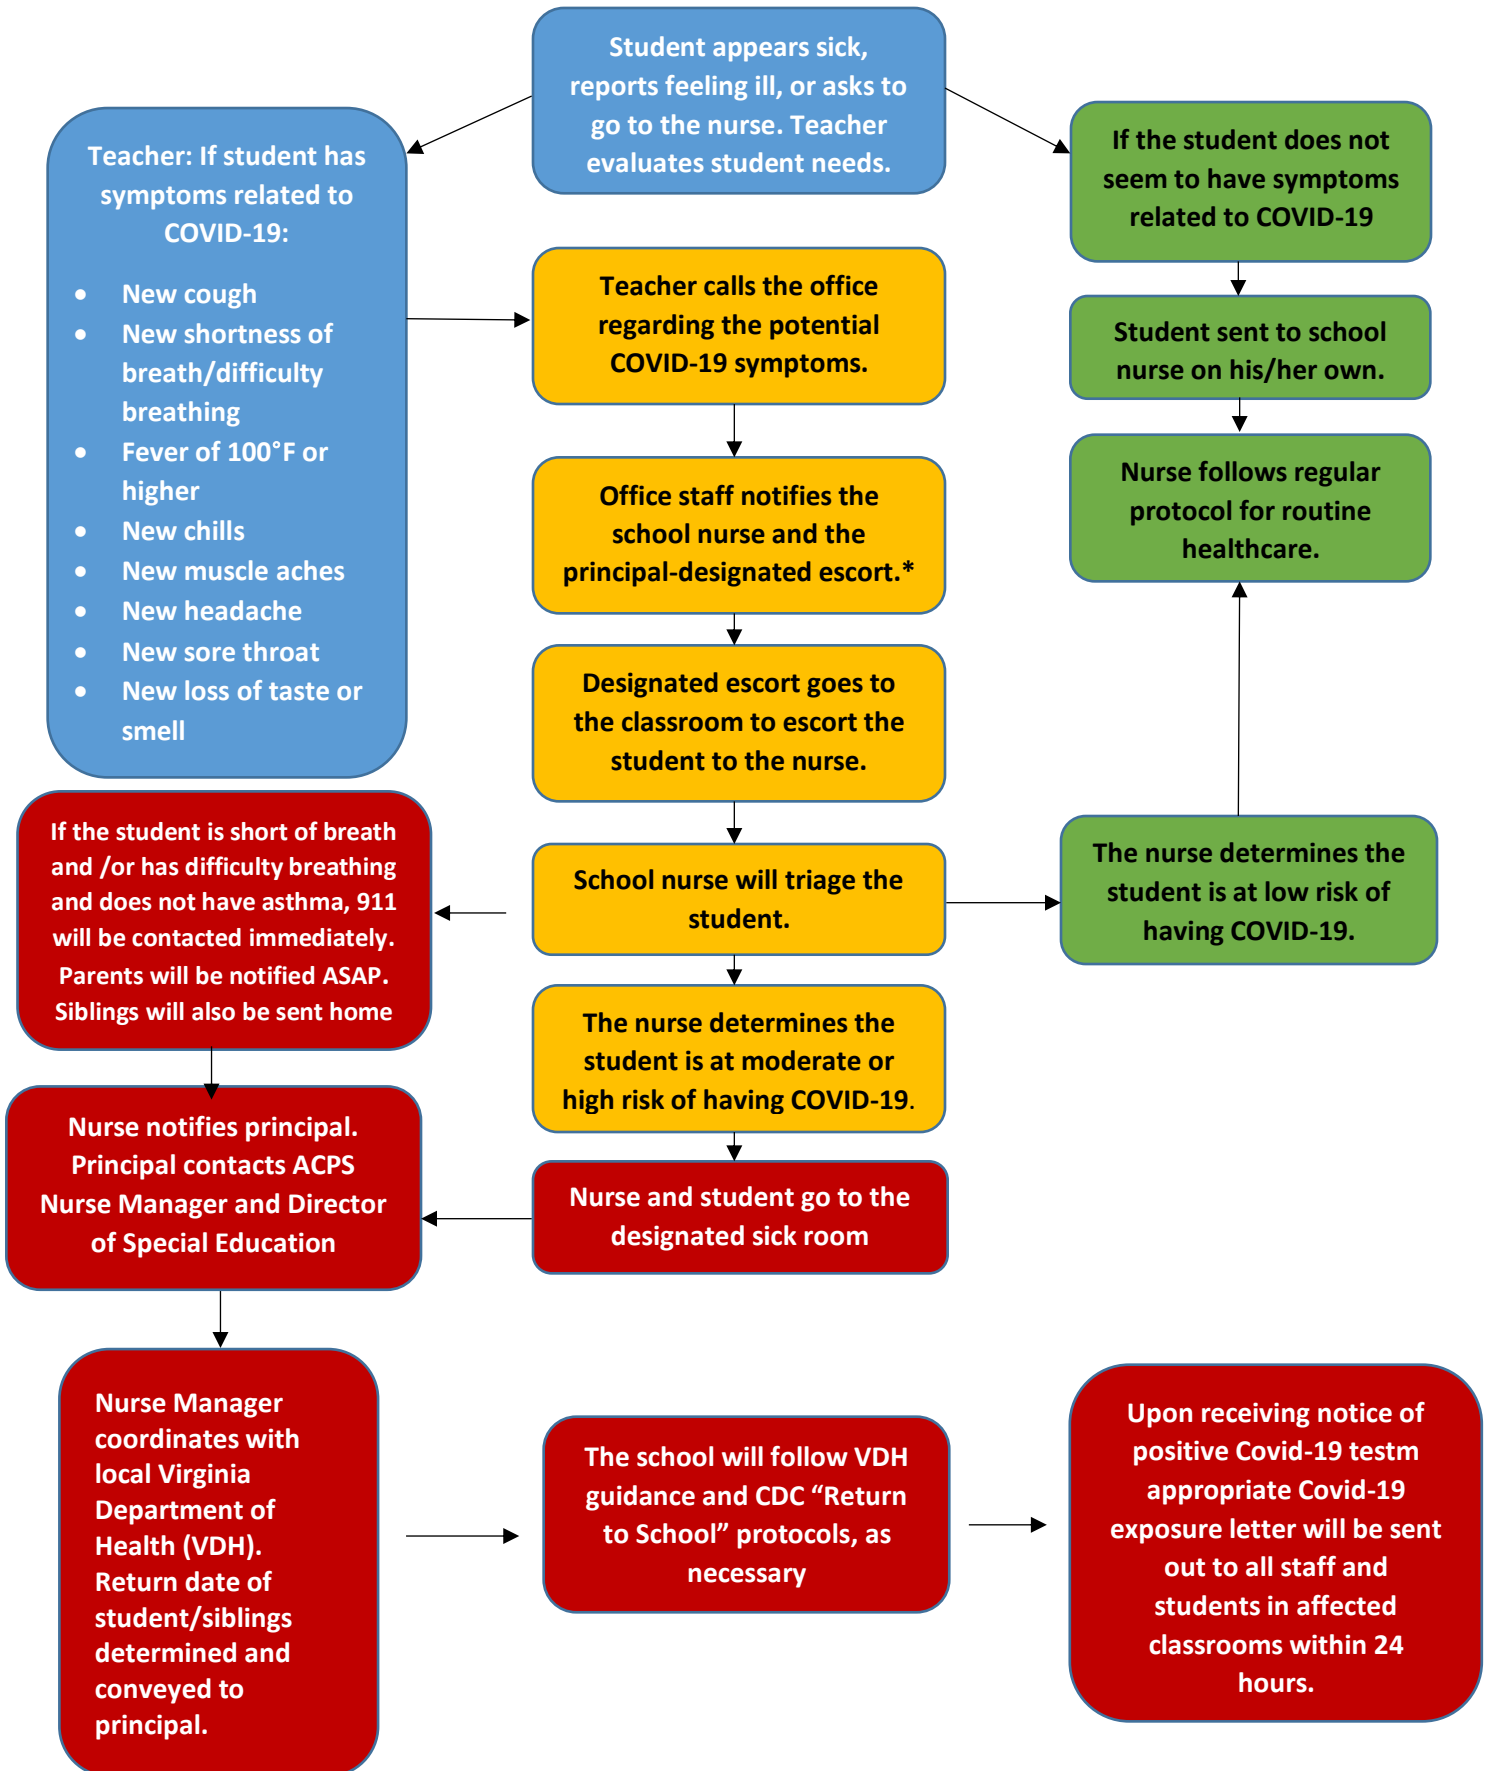 Student appears sick,
reports feeling ill, or asks to
go to the nurse. Teacher
evaluates student needs.
Teacher: If student has
symptoms related to
COVID-19:
• New cough
• New shortness of
breath/difficulty
breathing
• Fever of 100°F or
higher
• New chills
• New muscle aches
• New headache
• New sore throat
• New loss of taste or
smell
If the student does not
seem to have symptoms
related to COVID-19
Student sent to school
nurse on his/her own.
Nurse follows regular
protocol for routine
healthcare.
Teacher calls the office
regarding the potential
COVID-19 symptoms.
Office staff notifies the
school nurse and the
principal-designated escort.*
Designated escort goes to
the classroom to escort the
student to the nurse.
School nurse will triage the
student.
The nurse determines the
student is at low risk of
having COVID-19.
If the student is short of breath
and /or has difficulty breathing
and does not have asthma, 911
will be contacted immediately.
Parents will be notified ASAP.
Siblings will also be sent home
The nurse determines the
student is at moderate or
high risk of having COVID-19.
Nurse and student go to the
designated sick room
Nurse notifies principal.
Principal contacts ACPS
Nurse Manager and Director
of Special Education
Nurse Manager
coordinates with
local Virginia
Department of
Health (VDH).
Return date of
student/siblings
determined and
conveyed to
principal.
The school will follow VDH
guidance and CDC “Return
to School” protocols, as
necessary
Upon receiving notice of
positive Covid-19 testm
appropriate Covid-19
exposure letter will be sent
out to all staff and
students in affected
classrooms within 24
hours.